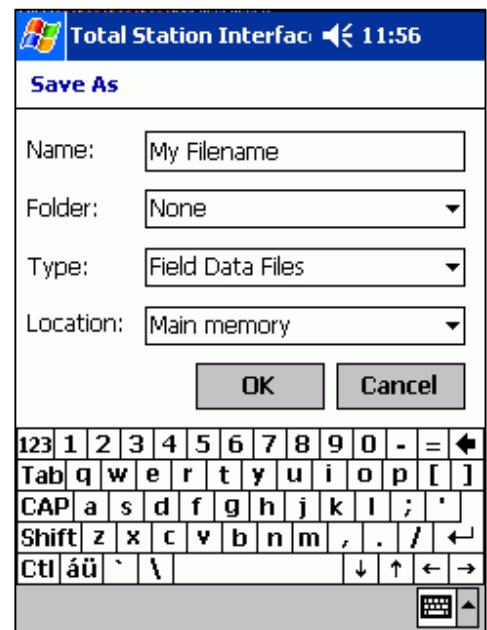 Total Station Interfac 11:56
Save As
Name: My Filename
Folder: None
Type: Field Data Files
Location: Main memory
OK Cancel
123 1 2 3 4 5 6 7 8 9 0 - =
Tab q w e r t y u i o p [ ]
CAP a s d f g h j k l ; '
Shift z x c v b n m , . /
Ctl áü ` \